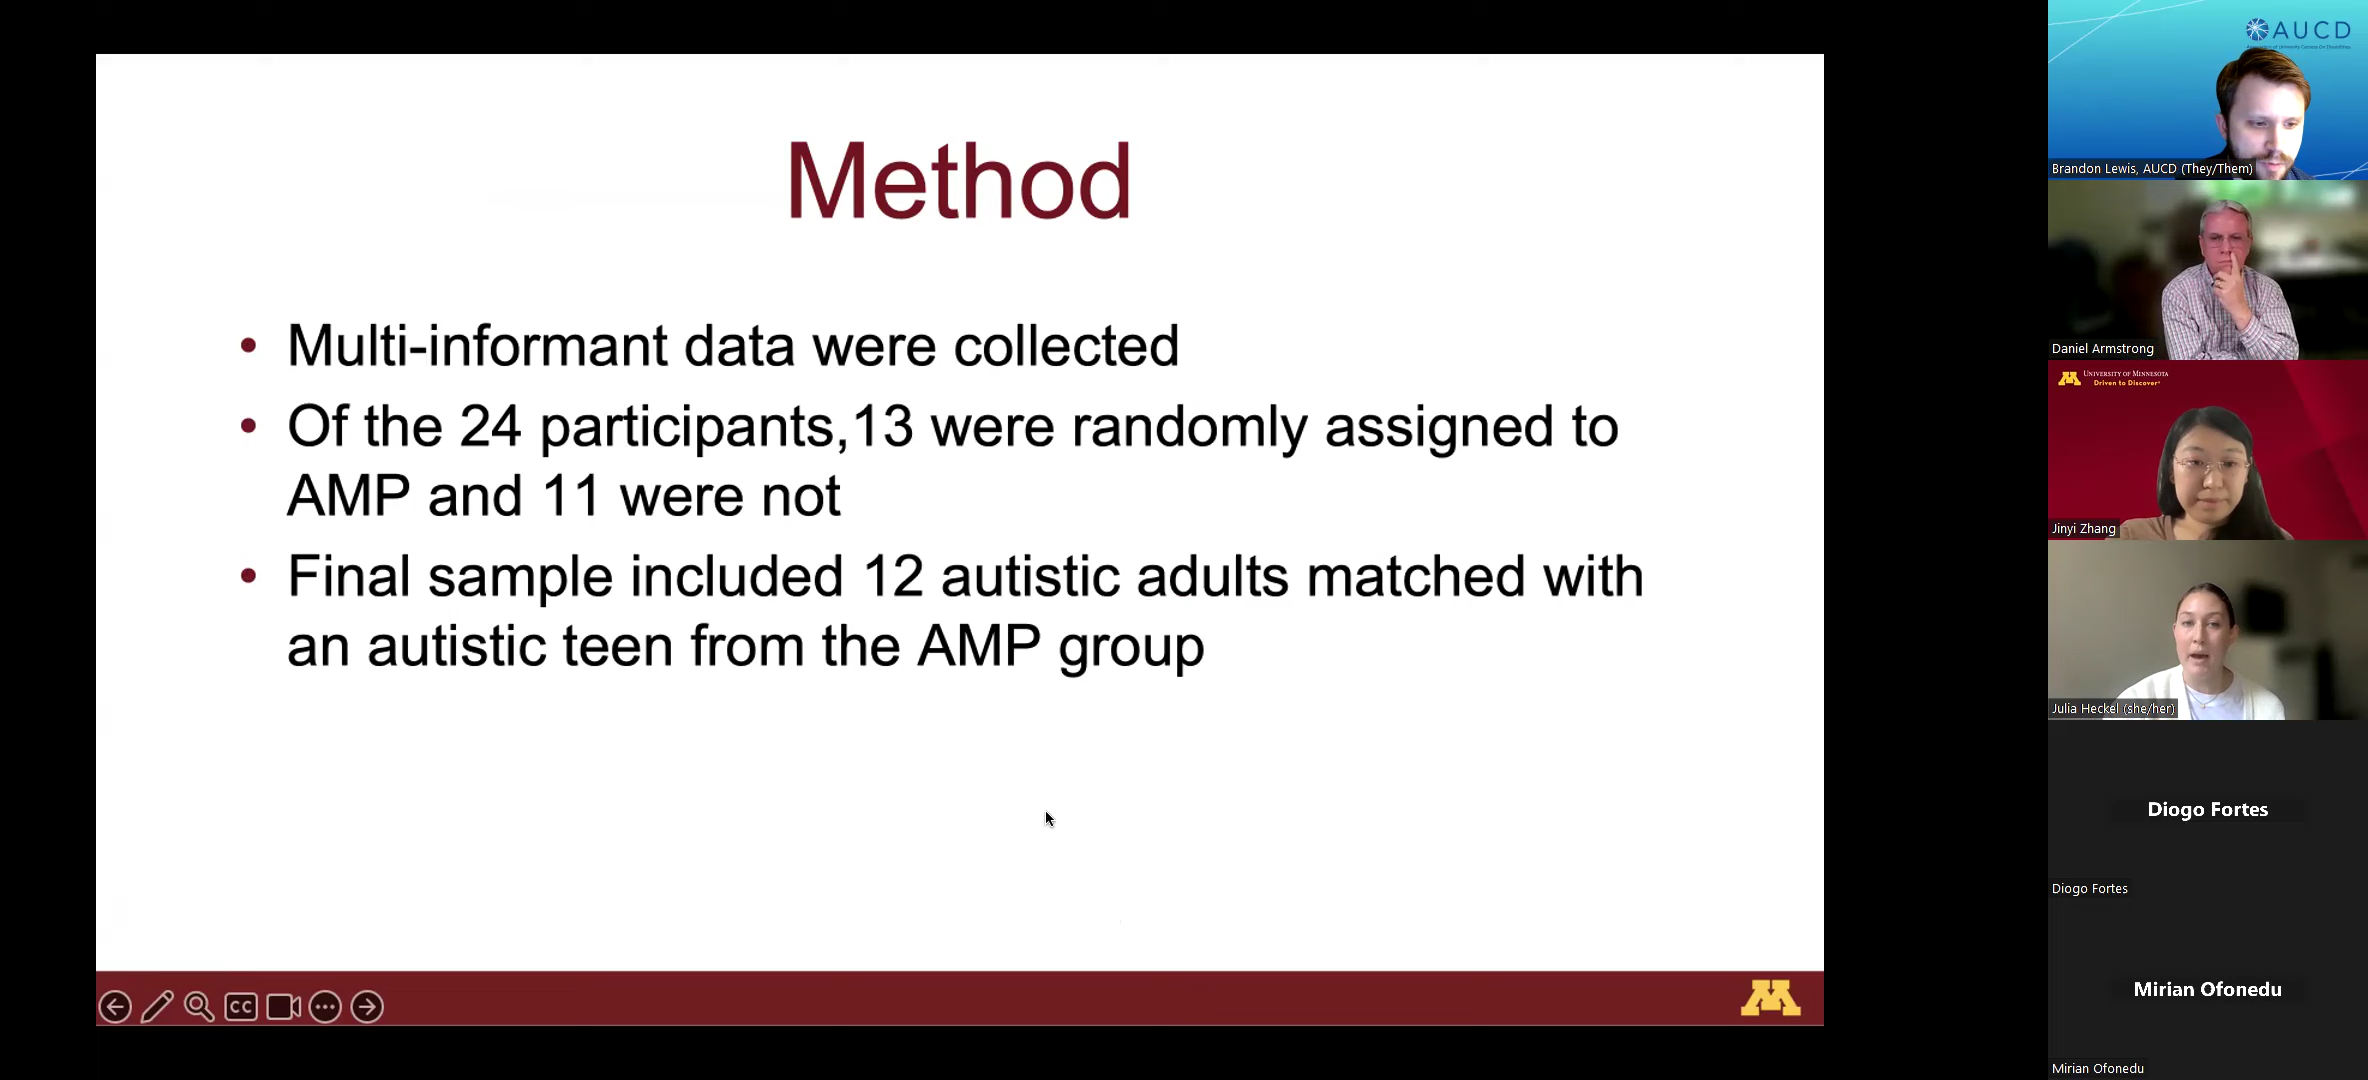 Method
• Multi-informant data were collected
• Of the 24 participants,13 were randomly assigned to
AMP and 11 were not
• Final sample included 12 autistic adults matched with
an autistic teen from the AMP group
CC
M
AUCD
Brandon Lewis, AUCD (They/Them)
Daniel Armstrong
M UNIVERSITY OF MINNESOTA
Driven to Discover®
Jinyi Zhang
Julia Heckel (she/her)
Diogo Fortes
Diogo Fortes
Mirian Ofonedu
Mirian Ofonedu